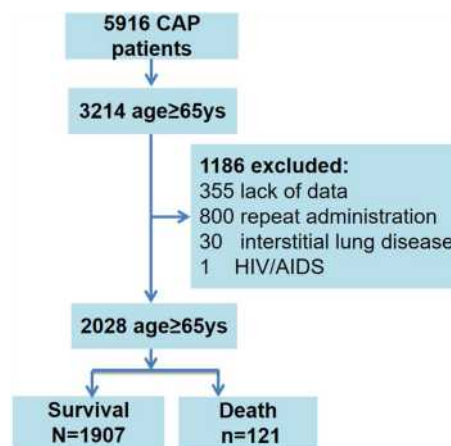 5916 CAP
patients
3214 age≥65ys
1186 excluded:
355 lack of data
800 repeat administration
30 interstitial lung disease
1 HIV/AIDS
2028 age≥65ys
Survival
N=1907
Death
n=121